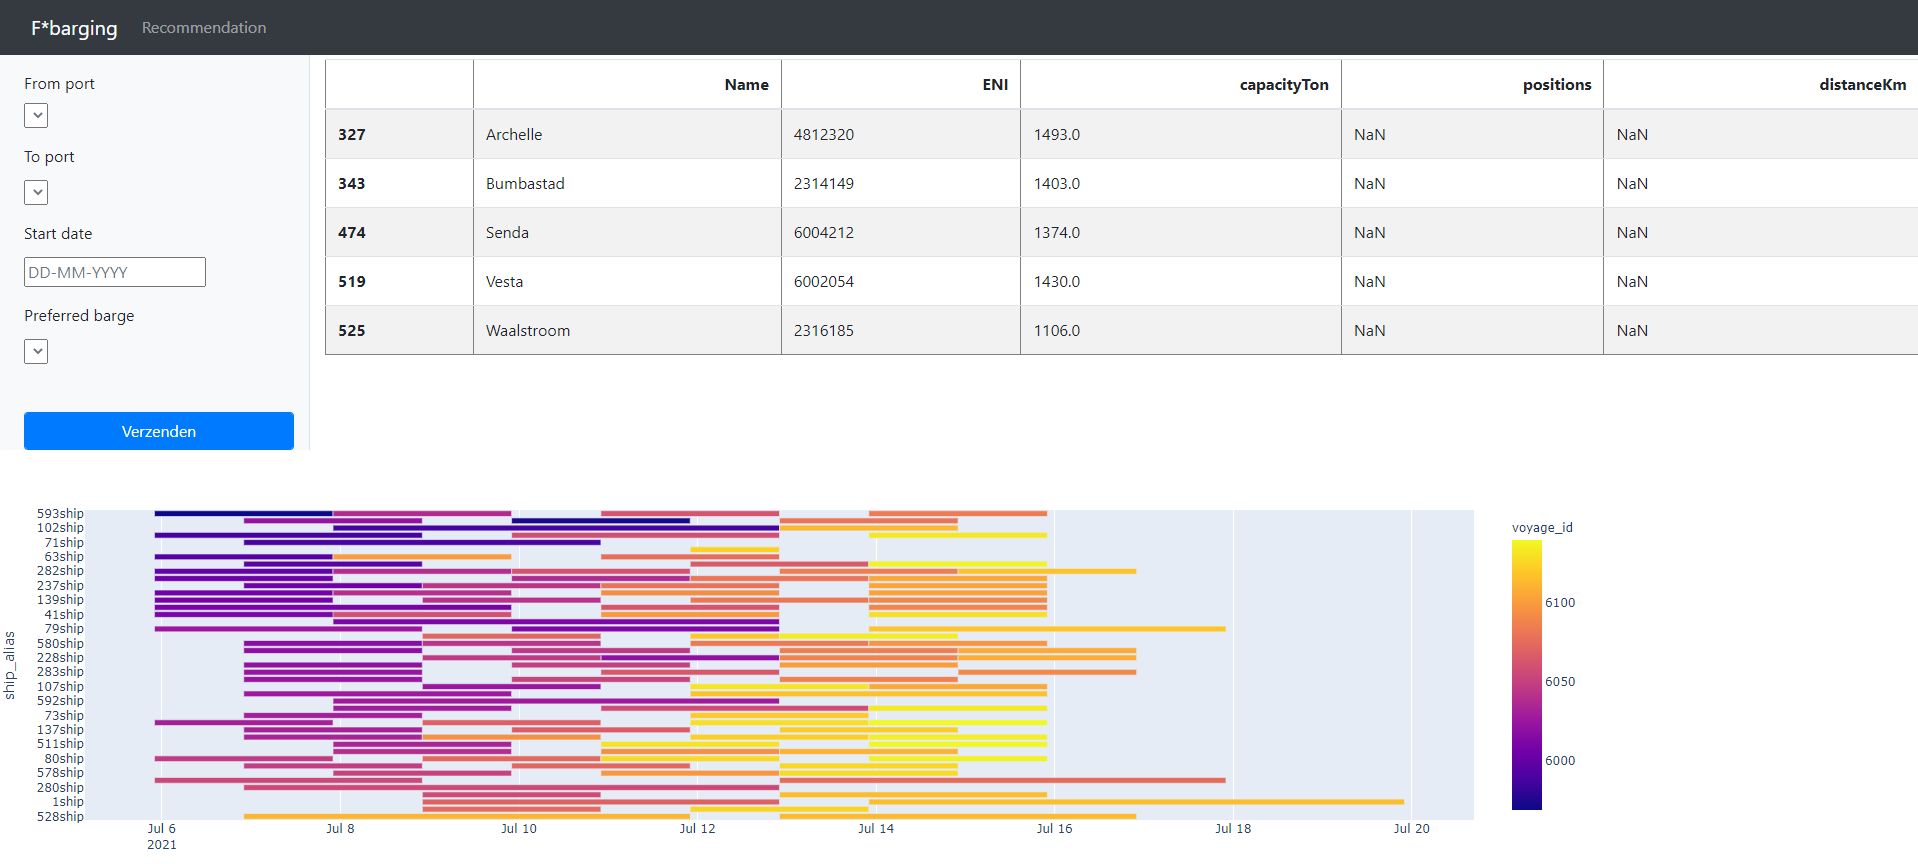 F*barging Recommendation
From port
To port
Start date
DD-MM-YYYY
Preferred barge
Verzenden
Name ENI capacityTon positions distanceKm
327 Archelle 4812320 1493.0 NaN NaN
343 Bumbastad 2314149 1403.0 NaN NaN
474 Senda 6004212 1374.0 NaN NaN
519 Vesta 6002054 1430.0 NaN NaN
525 Waalstroom 2316185 1106.0 NaN NaN
ship_alias
593ship
102ship
71ship
63ship
282ship
237ship
139ship
41ship
79ship
580ship
228ship
283ship
107ship
592ship
73ship
137ship
511ship
80ship
578ship
280ship
1ship
528ship
Jul 6 Jul 8 Jul 10 Jul 12 Jul 14 Jul 16 Jul 18 Jul 20
2021
voyage_id
6100
6050
6000